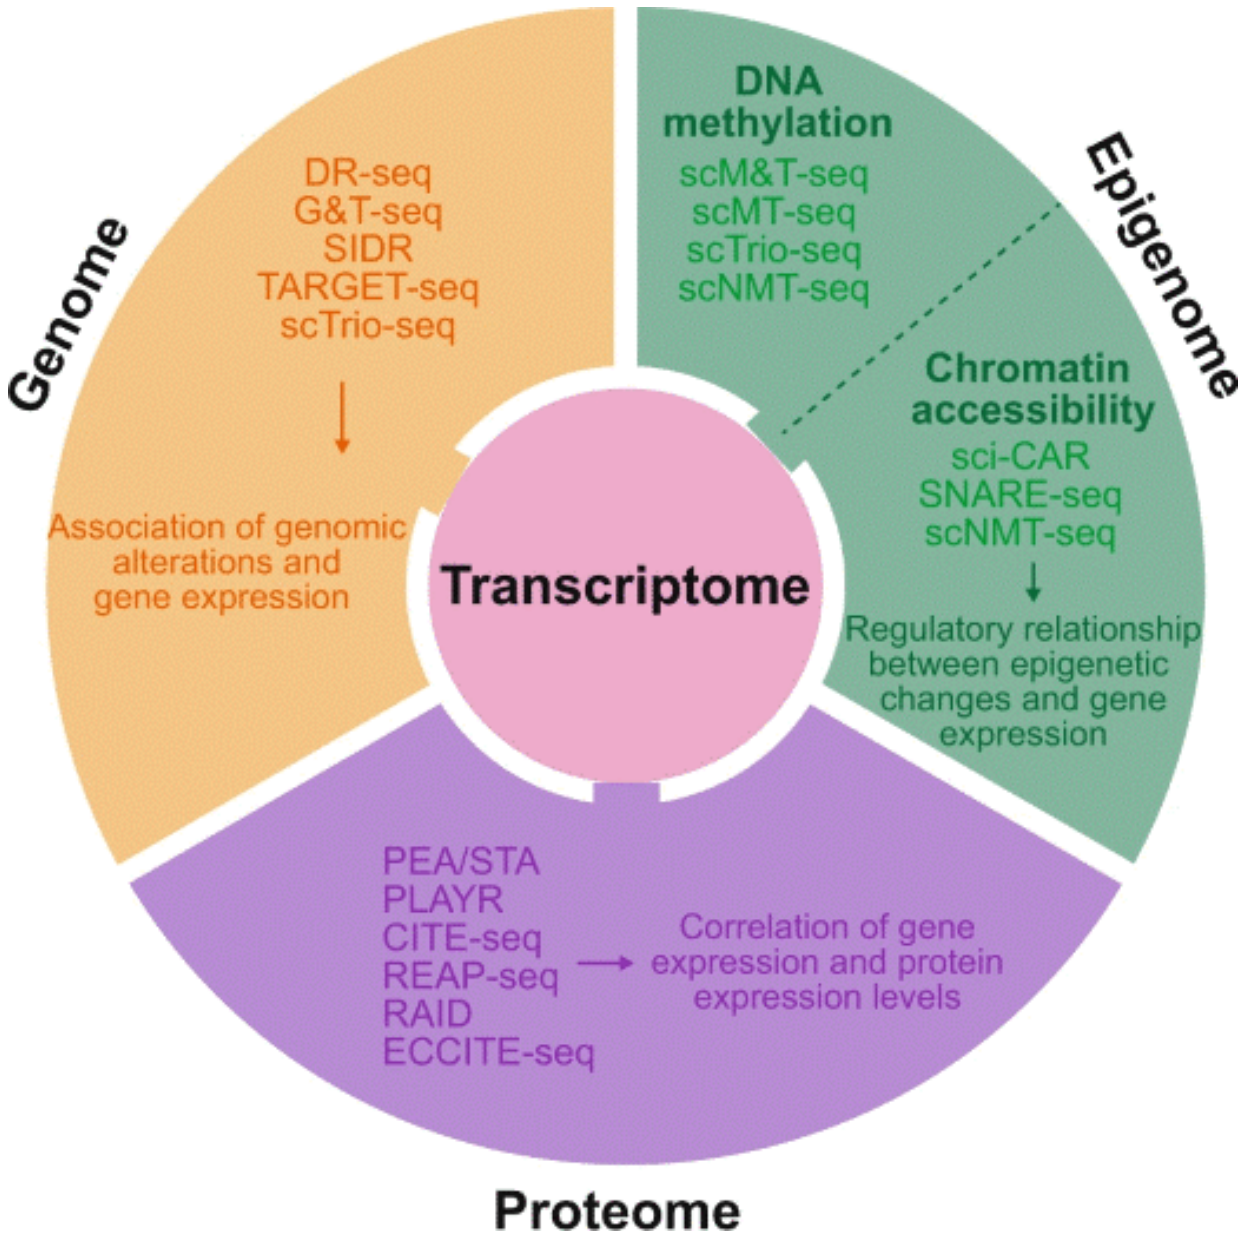 Genome
DR-seq
G&T-seq
SIDR
TARGET-seq
scTrio-seq
Association of genomic
alterations and
gene expression
Epigenome
DNA
methylation
scM&T-seq
scMT-seq
scTrio-seq
scNMT-seq
Chromatin
accessibility
sci-CAR
SNARE-seq
scNMT-seq
Regulatory relationship
between epigenetic
changes and gene
expression
Transcriptome
PEA/STA
PLAYR
CITE-seq
REAP-seq
RAID
ECCITE-seq
Correlation of gene
expression and protein
expression levels
Proteome